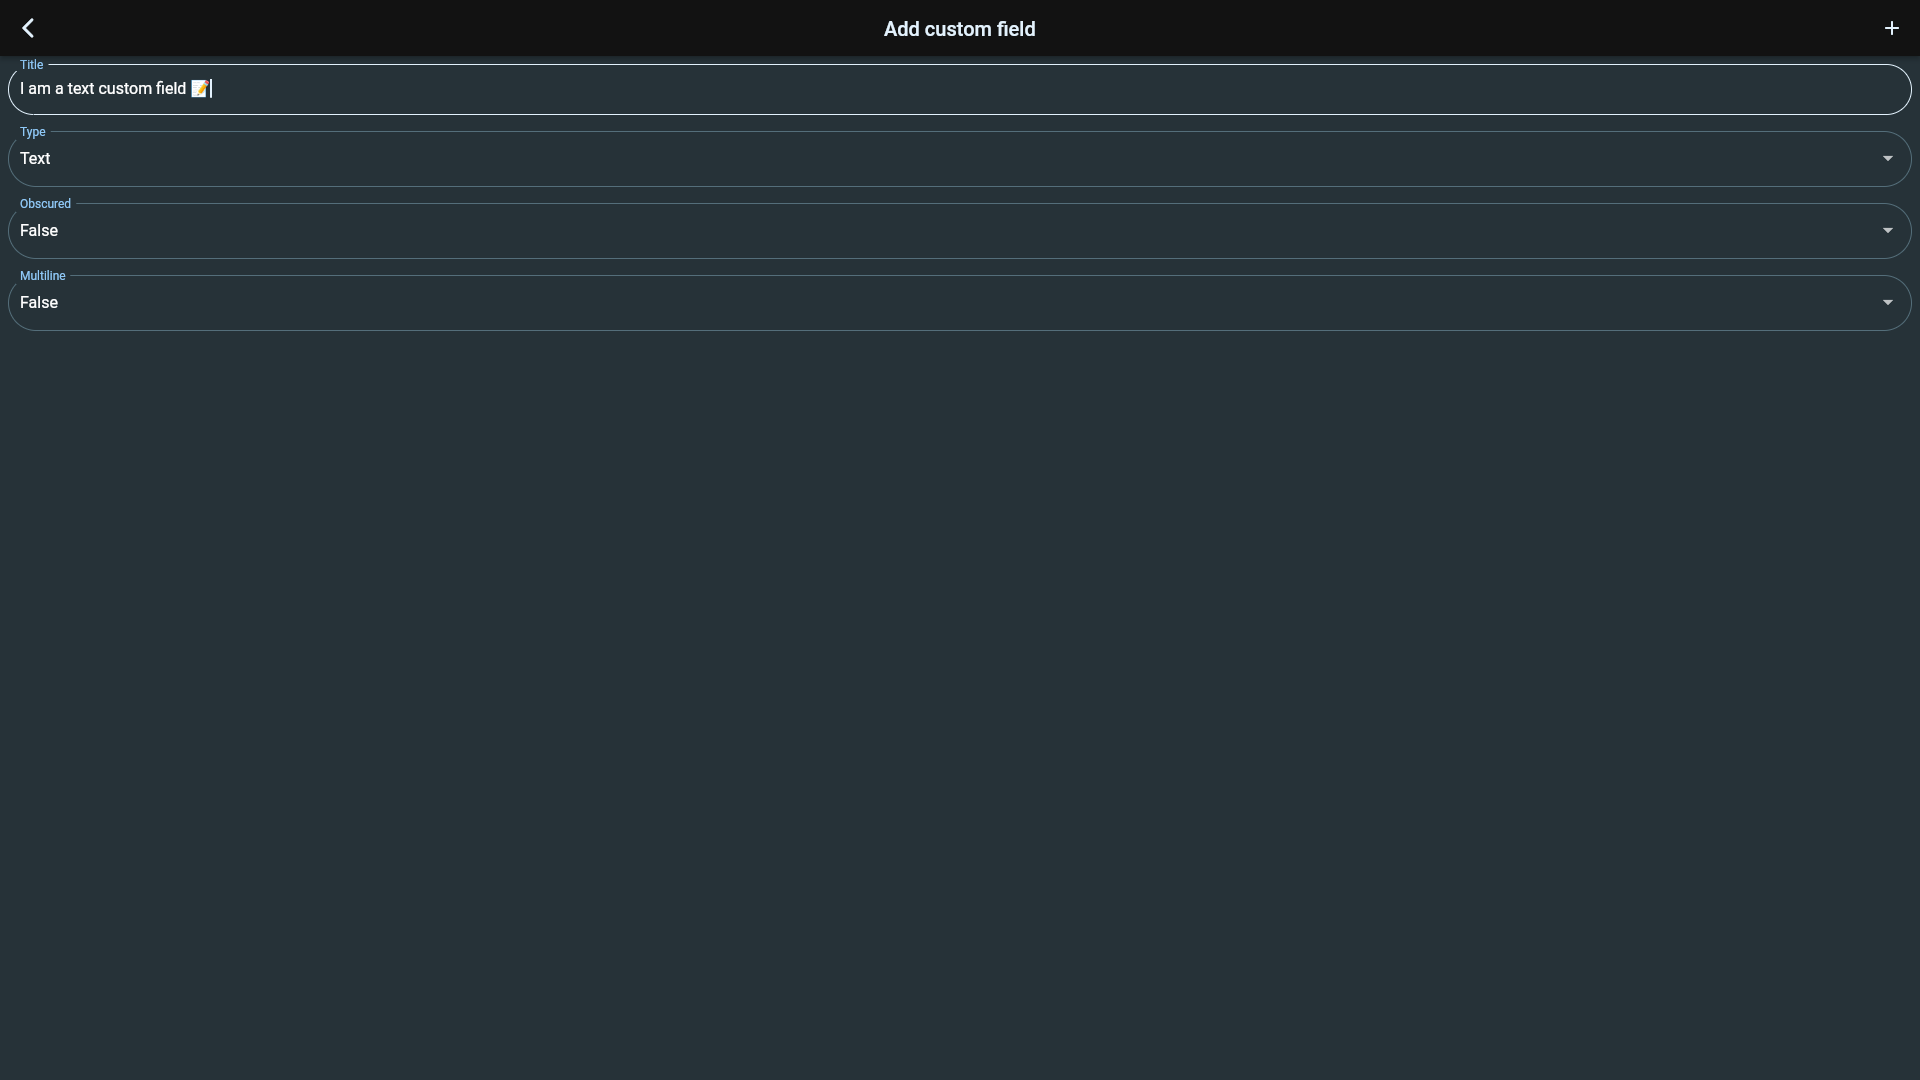 Add custom field
Title
I am a text custom field 📝
Type
Text
Obscured
False
Multiline
False